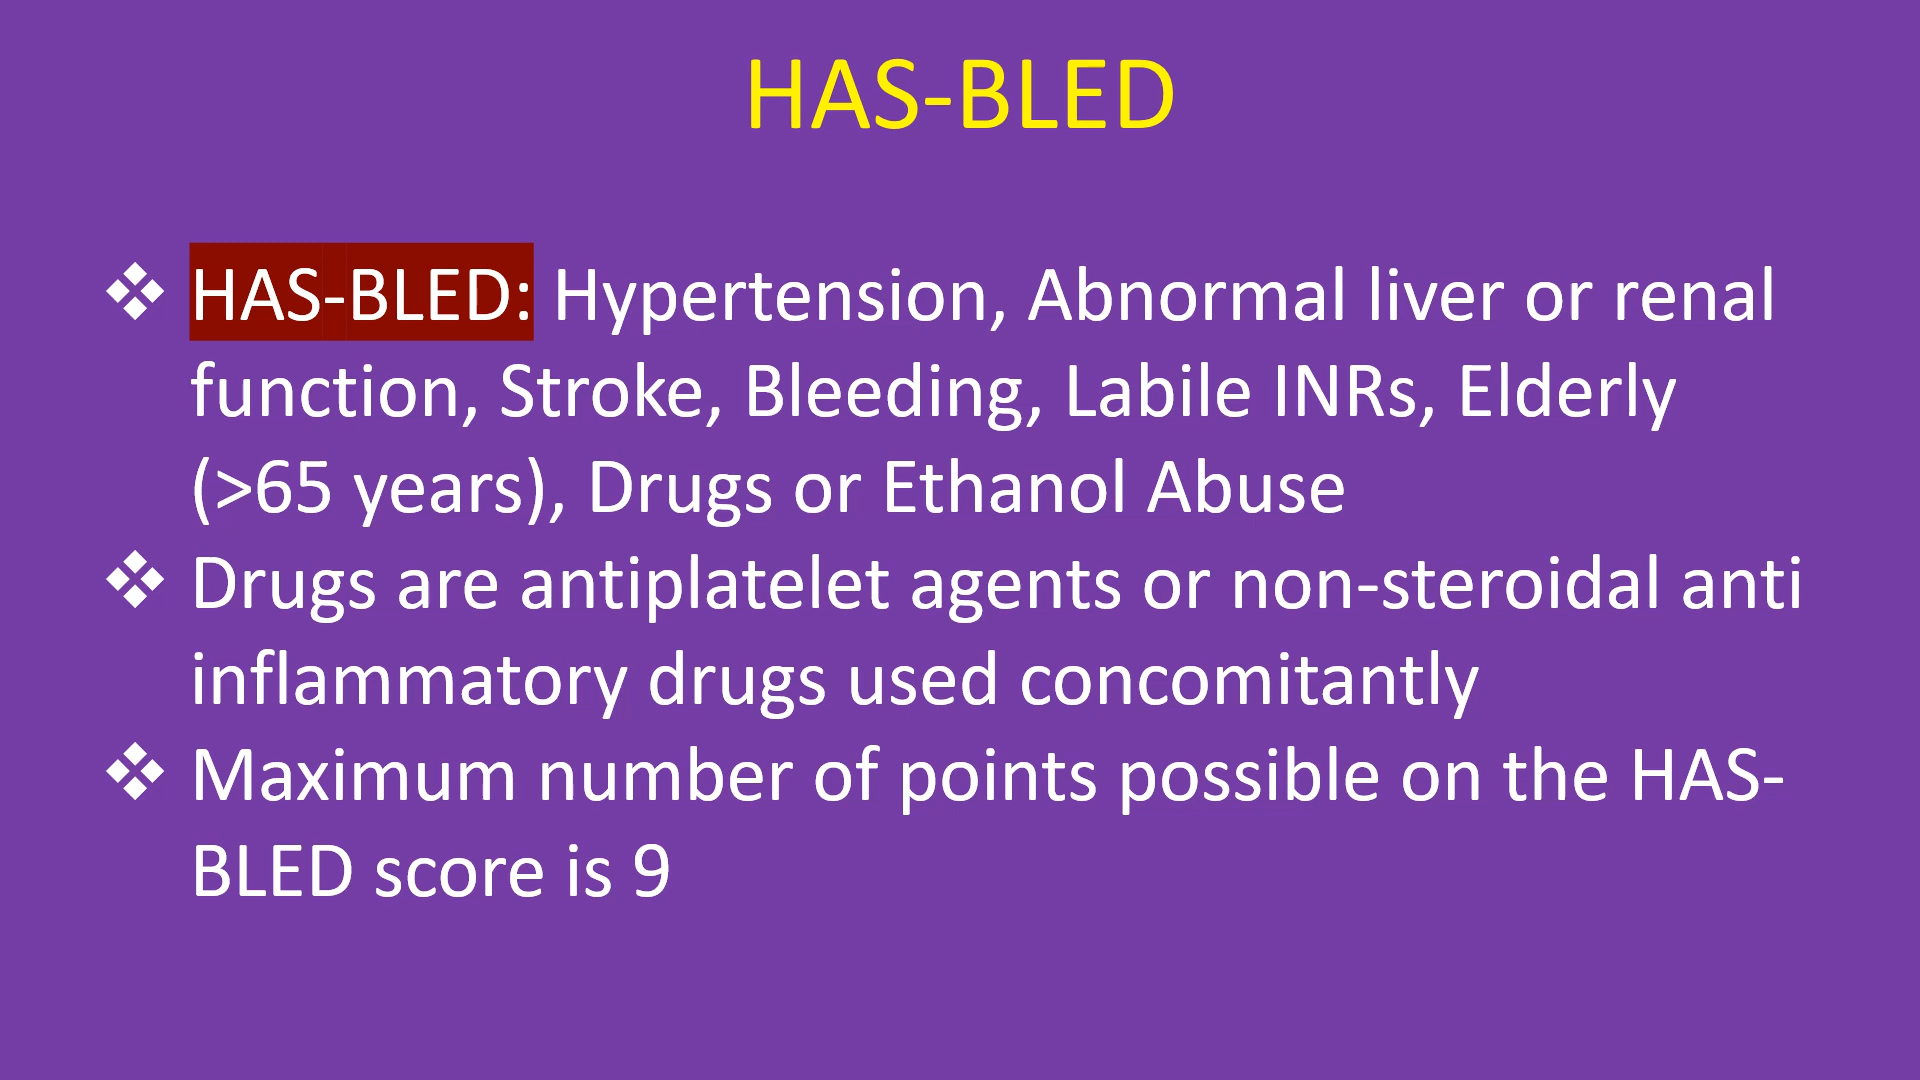 HAS-BLED
❖ HAS-BLED: Hypertension, Abnormal liver or renal
function, Stroke, Bleeding, Labile INRs, Elderly
(>65 years), Drugs or Ethanol Abuse
❖ Drugs are antiplatelet agents or non-steroidal anti
inflammatory drugs used concomitantly
❖ Maximum number of points possible on the HAS-
BLED score is 9